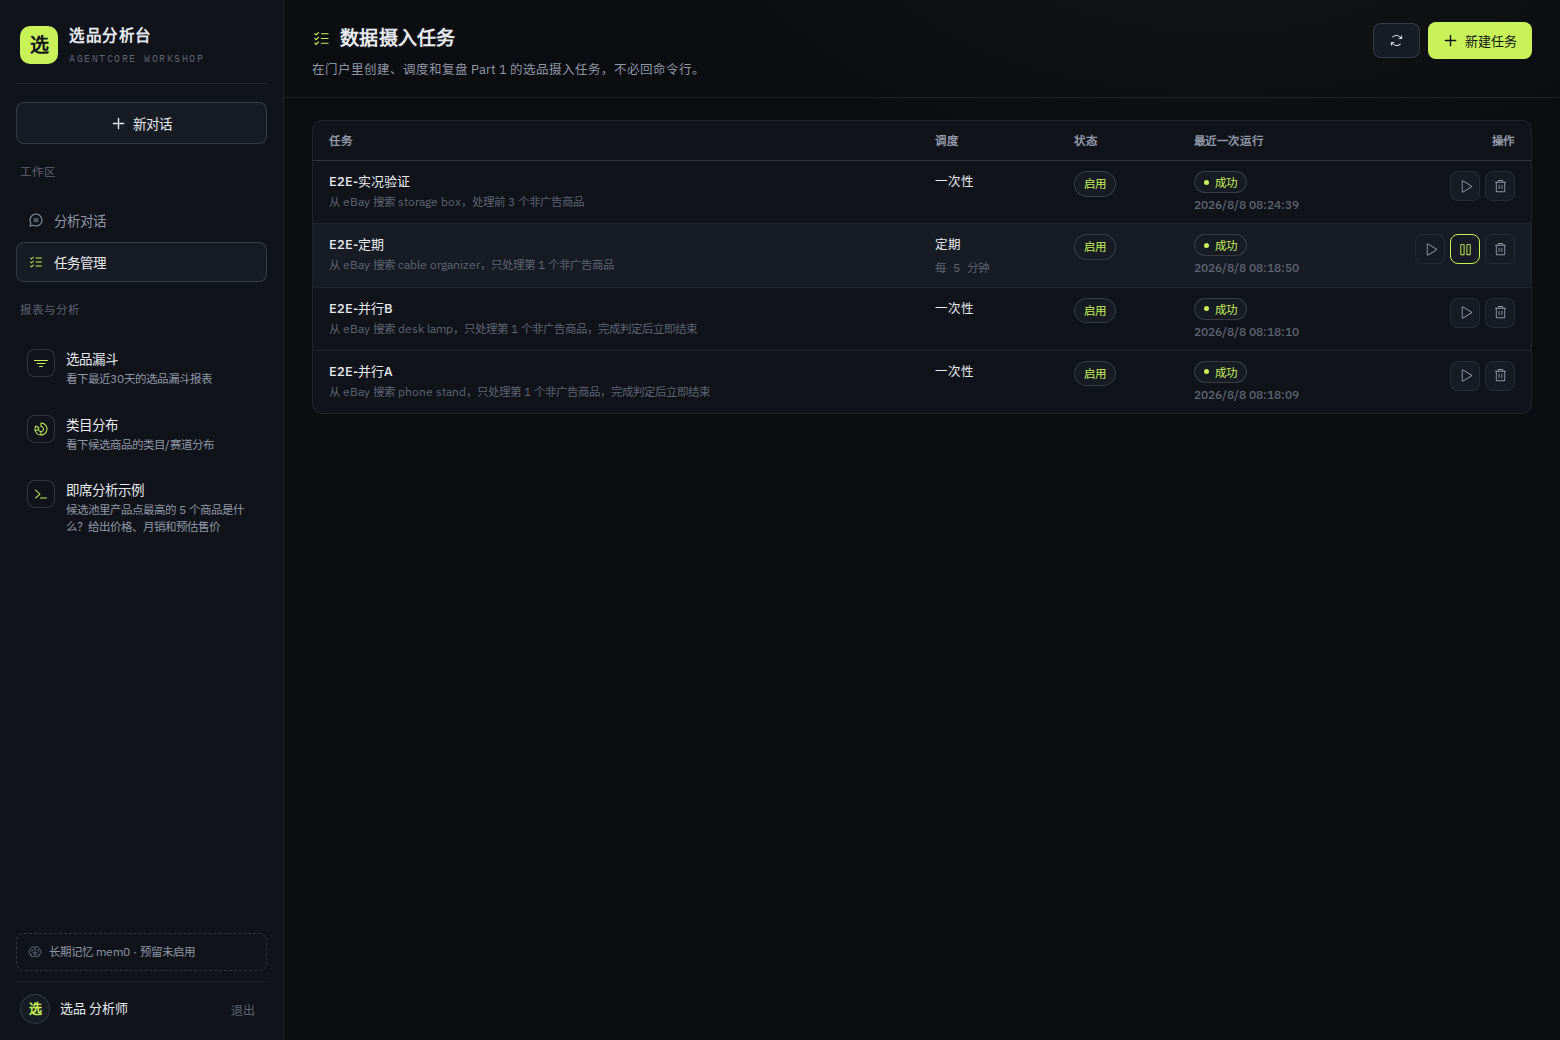 选
选品分析台
AGENTCORE WORKSHOP
新对话
工作区
分析对话
任务管理
报表与分析
选品漏斗
看下最近30天的选品漏斗报表
类目分布
看下候选商品的类目/赛道分布
即席分析示例
候选池里产品点最高的 5 个商品是什
么？给出价格、月销和预估售价
长期记忆 mem0 · 预留未启用
选
选品 分析师
退出
数据摄入任务
在门户里创建、调度和复盘 Part 1 的选品摄入任务，不必回命令行。
新建任务
任务 调度 状态 最近一次运行 操作
E2E-实况验证 一次性 启用 成功
从 eBay 搜索 storage box，处理前 3 个非广告商品 2026/8/8 08:24:39
E2E-定期 定期 启用 成功
从 eBay 搜索 cable organizer，只处理第 1 个非广告商品 每 5 分钟 2026/8/8 08:18:50
E2E-并行B 一次性 启用 成功
从 eBay 搜索 desk lamp，只处理第 1 个非广告商品，完成判定后立即结束 2026/8/8 08:18:10
E2E-并行A 一次性 启用 成功
从 eBay 搜索 phone stand，只处理第 1 个非广告商品，完成判定后立即结束 2026/8/8 08:18:09